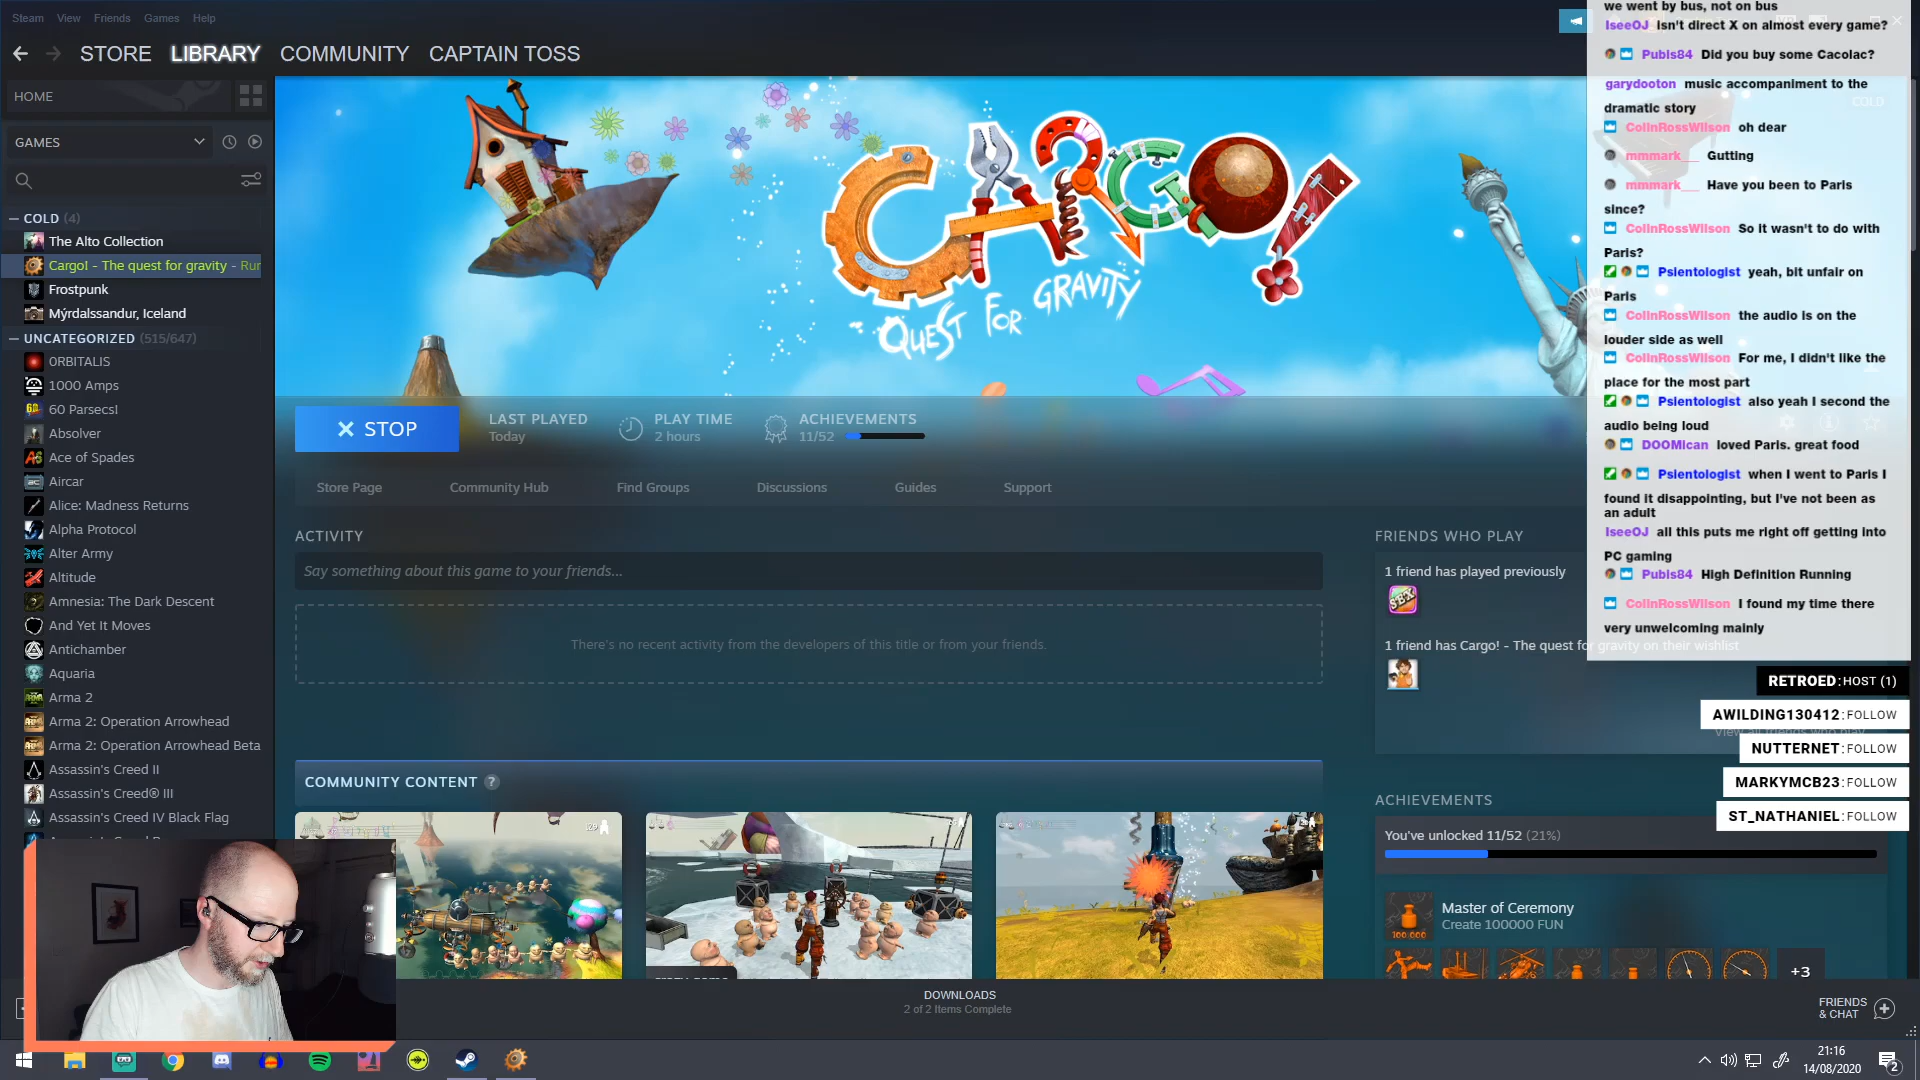 Steam View Friends Games Help
STORE LIBRARY COMMUNITY CAPTAIN TOSS
HOME
GAMES
COLD (4)
The Alto Collection
Cargo! - The quest for gravity - Run
Frostpunk
Mýrdalssandur, Iceland
UNCATEGORIZED (515/647)
0RBITALIS
1000 Amps
60 Parsecs!
Absolver
Ace of Spades
Aircar
Alice: Madness Returns
Alpha Protocol
Alter Army
Altitude
Amnesia: The Dark Descent
And Yet It Moves
Antichamber
Aquaria
Arma 2
Arma 2: Operation Arrowhead
Arma 2: Operation Arrowhead Beta
Assassin's Creed II
Assassin's Creed® III
Assassin's Creed IV Black Flag
CARGO!
QUEST FOR GRAVITY
STOP
LAST PLAYED
Today
PLAY TIME
2 hours
ACHIEVEMENTS
11/52
Store Page Community Hub Find Groups Discussions Guides Support
ACTIVITY
Say something about this game to your friends...
There's no recent activity from the developers of this title or from your friends.
COMMUNITY CONTENT ?
FRIENDS WHO PLAY
1 friend has played previously
SBX
1 friend has Cargo! - The quest for gravity on their wishlist
View all friends who play
ACHIEVEMENTS
You've unlocked 11/52 (21%)
Master of Ceremony
Create 100000 FUN
100 000
+3
we went by bus, not on bus
IseeOJ Isn't direct X on almost every game?
Pubis84 Did you buy some Cacolac?
garydooton music accompaniment to the
dramatic story
COLD
ColinRossWilson oh dear
mmmark__ Gutting
mmmark__ Have you been to Paris
since?
ColinRossWilson So it wasn't to do with
Paris?
Psientologist yeah, bit unfair on
Paris
ColinRossWilson the audio is on the
louder side as well
ColinRossWilson For me, I didn't like the
place for the most part
Psientologist also yeah I second the
audio being loud
DOOMican loved Paris. great food
Psientologist when I went to Paris I
found it disappointing, but I've not been as
an adult
IseeOJ all this puts me right off getting into
PC gaming
Pubis84 High Definition Running
ColinRossWilson I found my time there
very unwelcoming mainly
RETROED:HOST (1)
AWILDING130412:FOLLOW
NUTTERNET:FOLLOW
MARKYMCB23:FOLLOW
ST_NATHANIEL:FOLLOW
DOWNLOADS
2 of 2 Items Complete
FRIENDS
& CHAT
21:16
14/08/2020
2